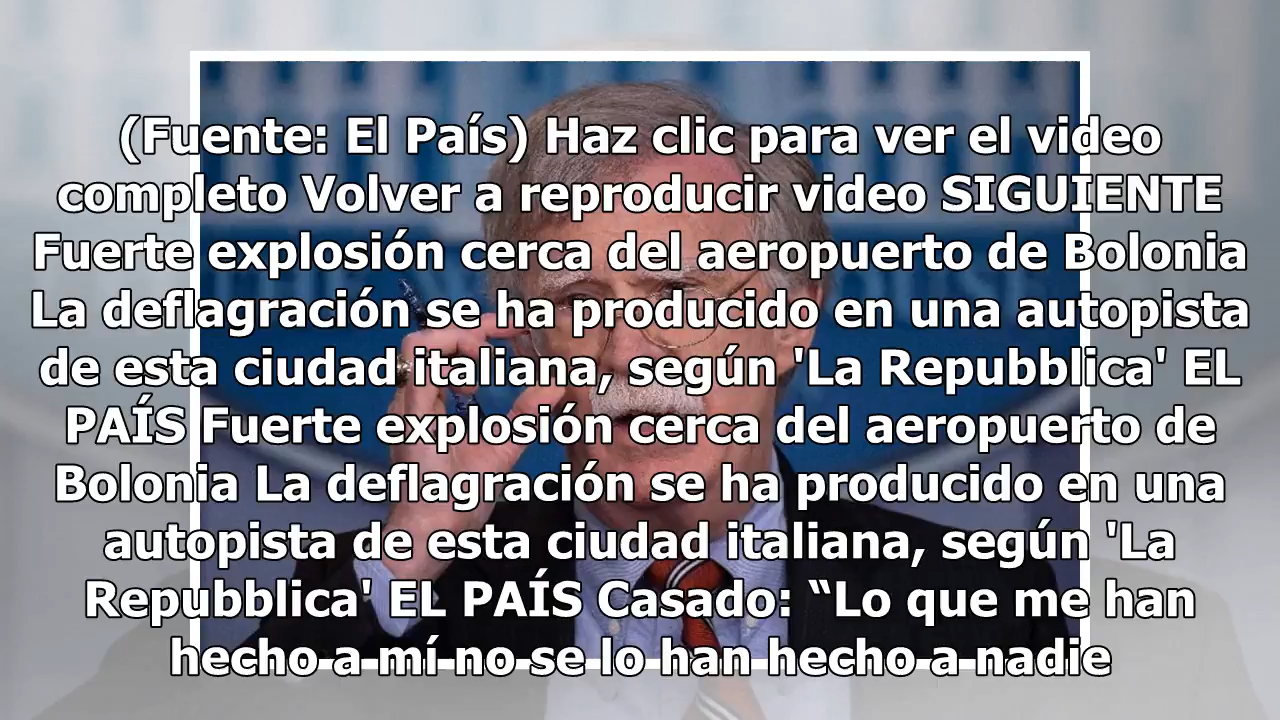 (Fuente: El País) Haz clic para ver el video
completo Volver a reproducir video SIGUIENTE
Fuerte explosión cerca del aeropuerto de Bolonia
La deflagración se ha producido en una autopista
de esta ciudad italiana, según 'La Repubblica' EL
PAÍS Fuerte explosión cerca del aeropuerto de
Bolonia La deflagración se ha producido en una
autopista de esta ciudad italiana, según 'La
Repubblica' EL PAÍS Casado: “Lo que me han
hecho a mí no se lo han hecho a nadie